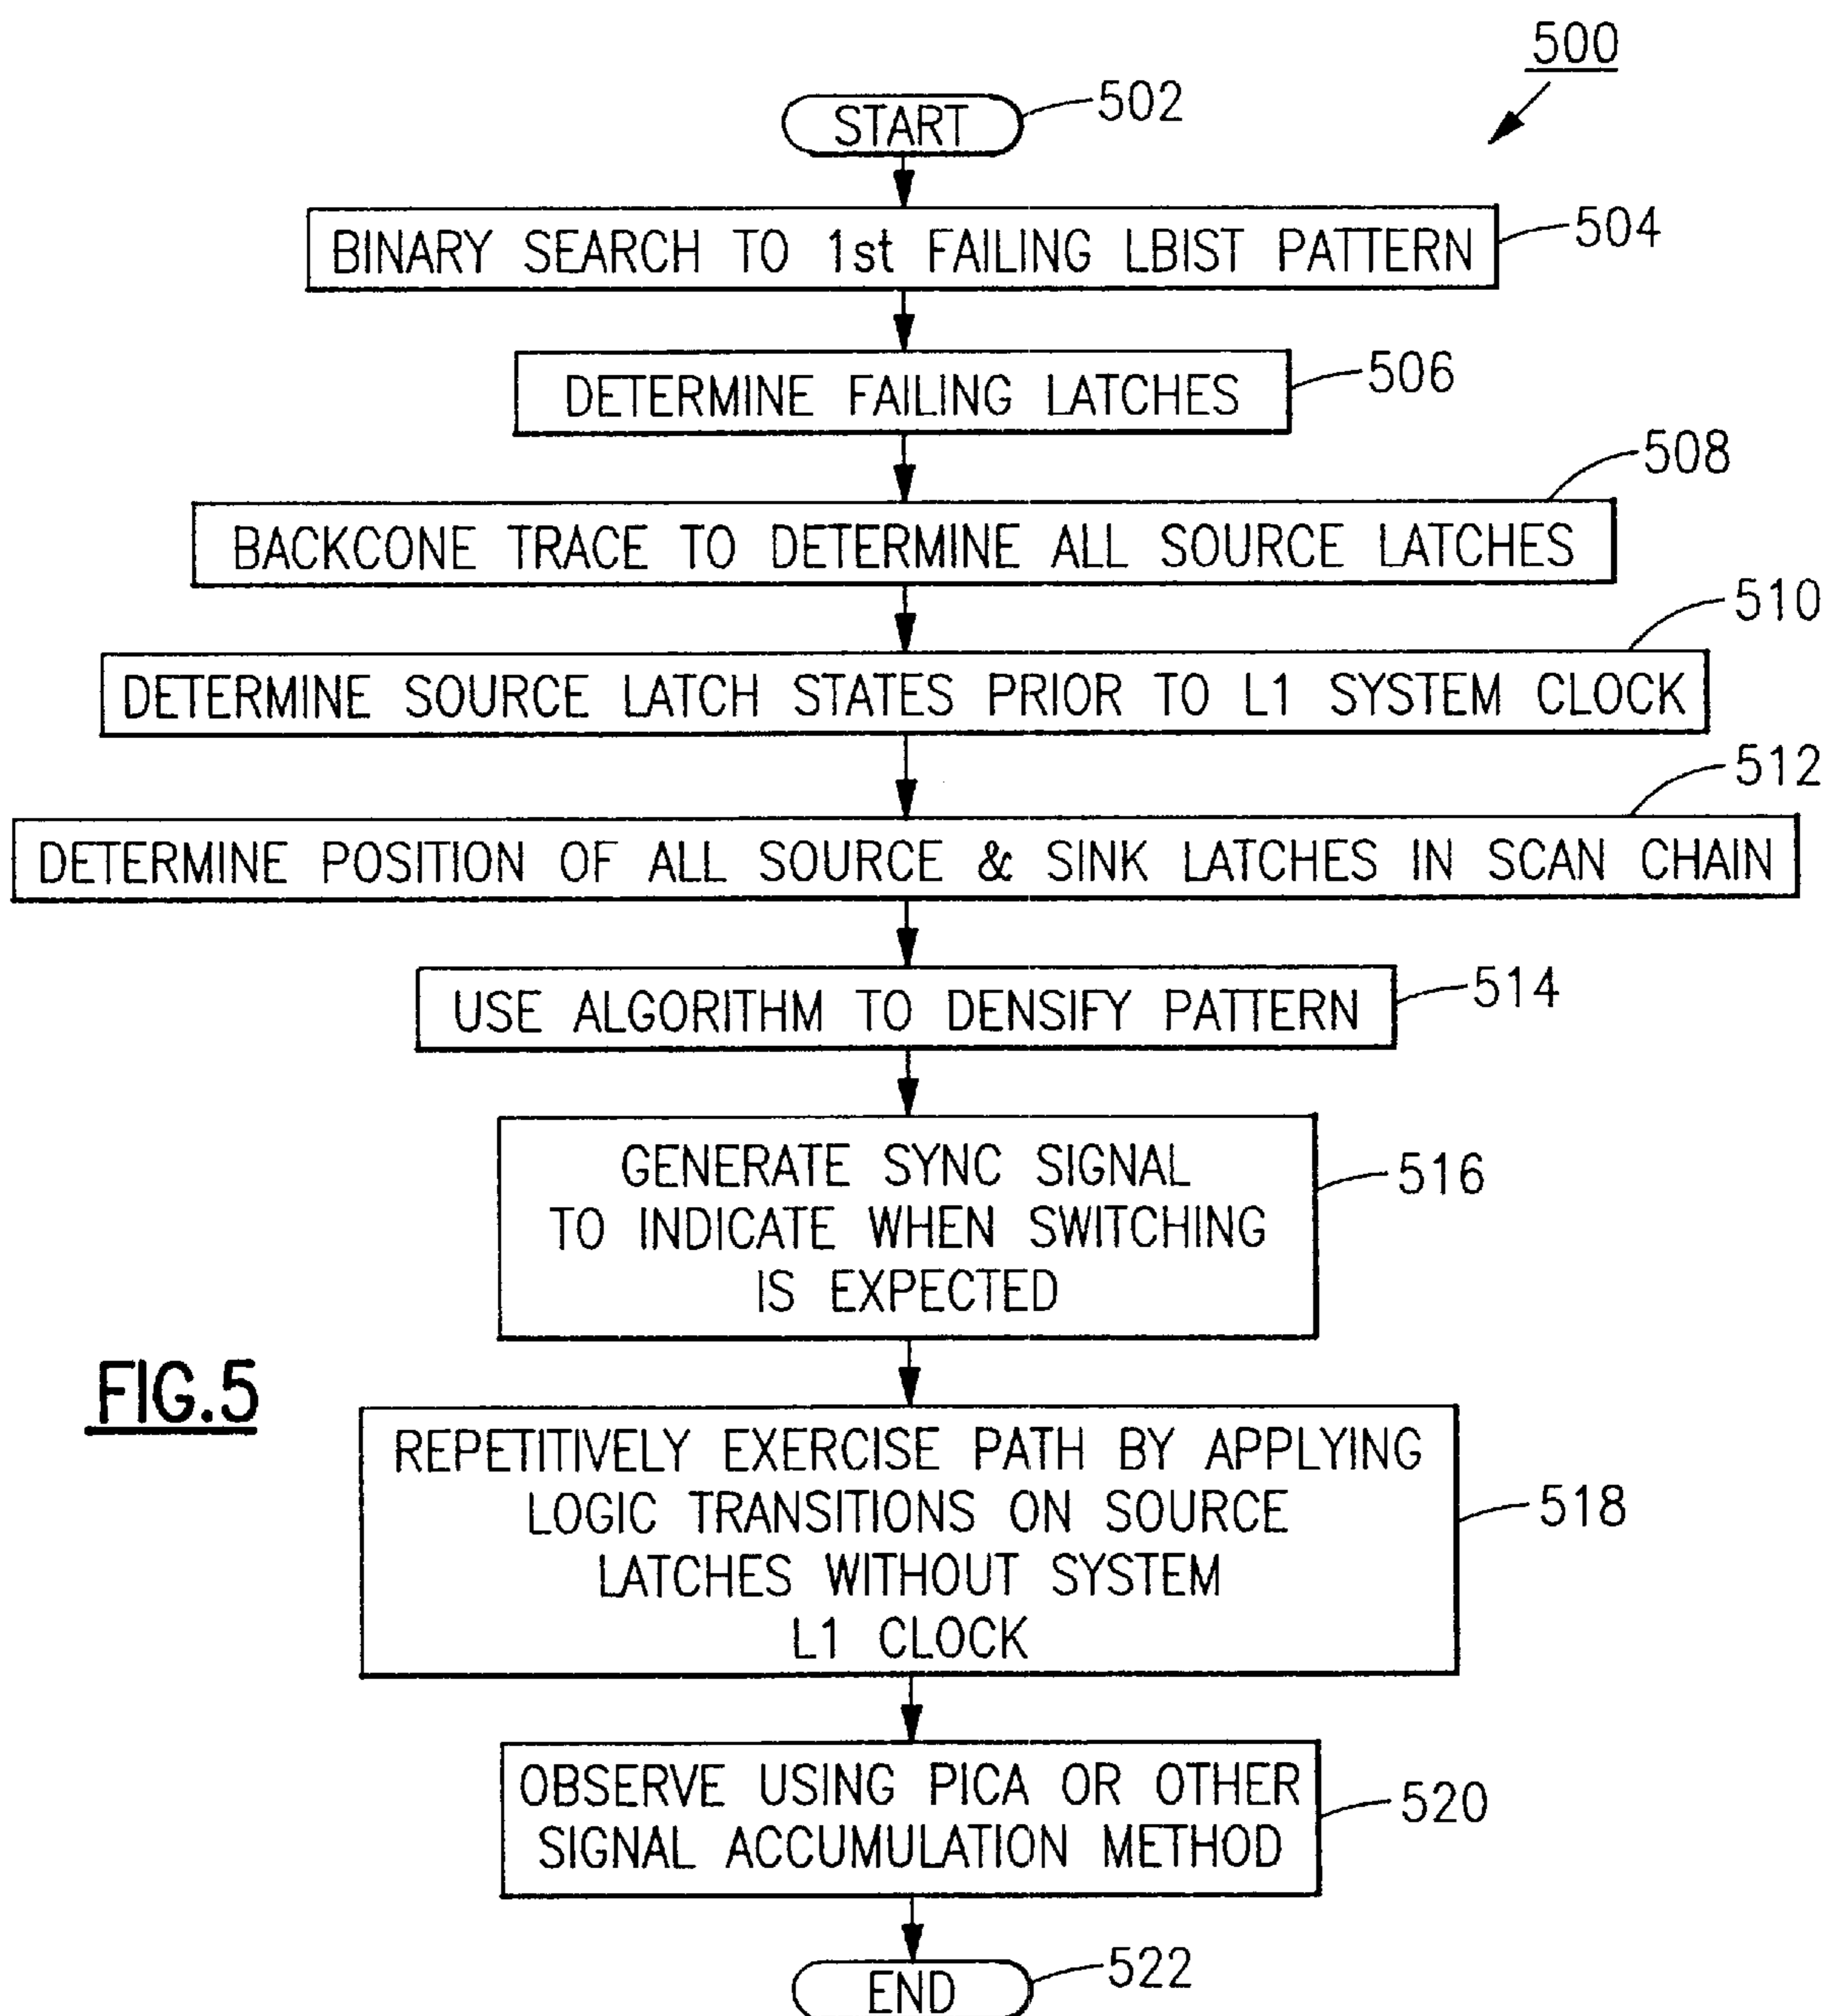 500
START
502
BINARY SEARCH TO 1st FAILING LBIST PATTERN
504
DETERMINE FAILING LATCHES
506
508
BACKCONE TRACE TO DETERMINE ALL SOURCE LATCHES
510
DETERMINE SOURCE LATCH STATES PRIOR TO L1 SYSTEM CLOCK
512
DETERMINE POSITION OF ALL SOURCE & SINK LATCHES IN SCAN CHAIN
USE ALGORITHM TO DENSIFY PATTERN
514
GENERATE SYNC SIGNAL
TO INDICATE WHEN SWITCHING
IS EXPECTED
516
FIG.5
REPETITIVELY EXERCISE PATH BY APPLYING
LOGIC TRANSITIONS ON SOURCE
LATCHES WITHOUT SYSTEM
L1 CLOCK
518
OBSERVE USING PICA OR OTHER
SIGNAL ACCUMULATION METHOD
520
END
522